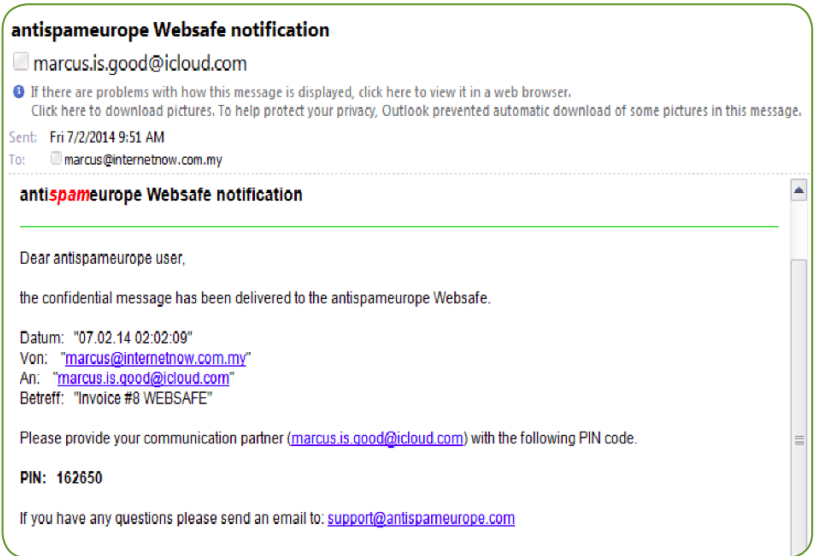 antispameurope Websafe notification
marcus.is.good@icloud.com
If there are problems with how this message is displayed, click here to view it in a web browser.
Click here to download pictures. To help protect your privacy, Outlook prevented automatic download of some pictures in this message.
Sent: Fri 7/2/2014 9:51 AM
To: marcus@internetnow.com.my
antispameurope Websafe notification
Dear antispameurope user,
the confidential message has been delivered to the antispameurope Websafe.
Datum: "07.02.14 02:02:09"
Von: "marcus@internetnow.com.my"
An: "marcus.is.good@icloud.com"
Betreff: "Invoice #8 WEBSAFE"
Please provide your communication partner (marcus.is.good@icloud.com) with the following PIN code.
PIN: 162650
If you have any questions please send an email to: support@antispameurope.com